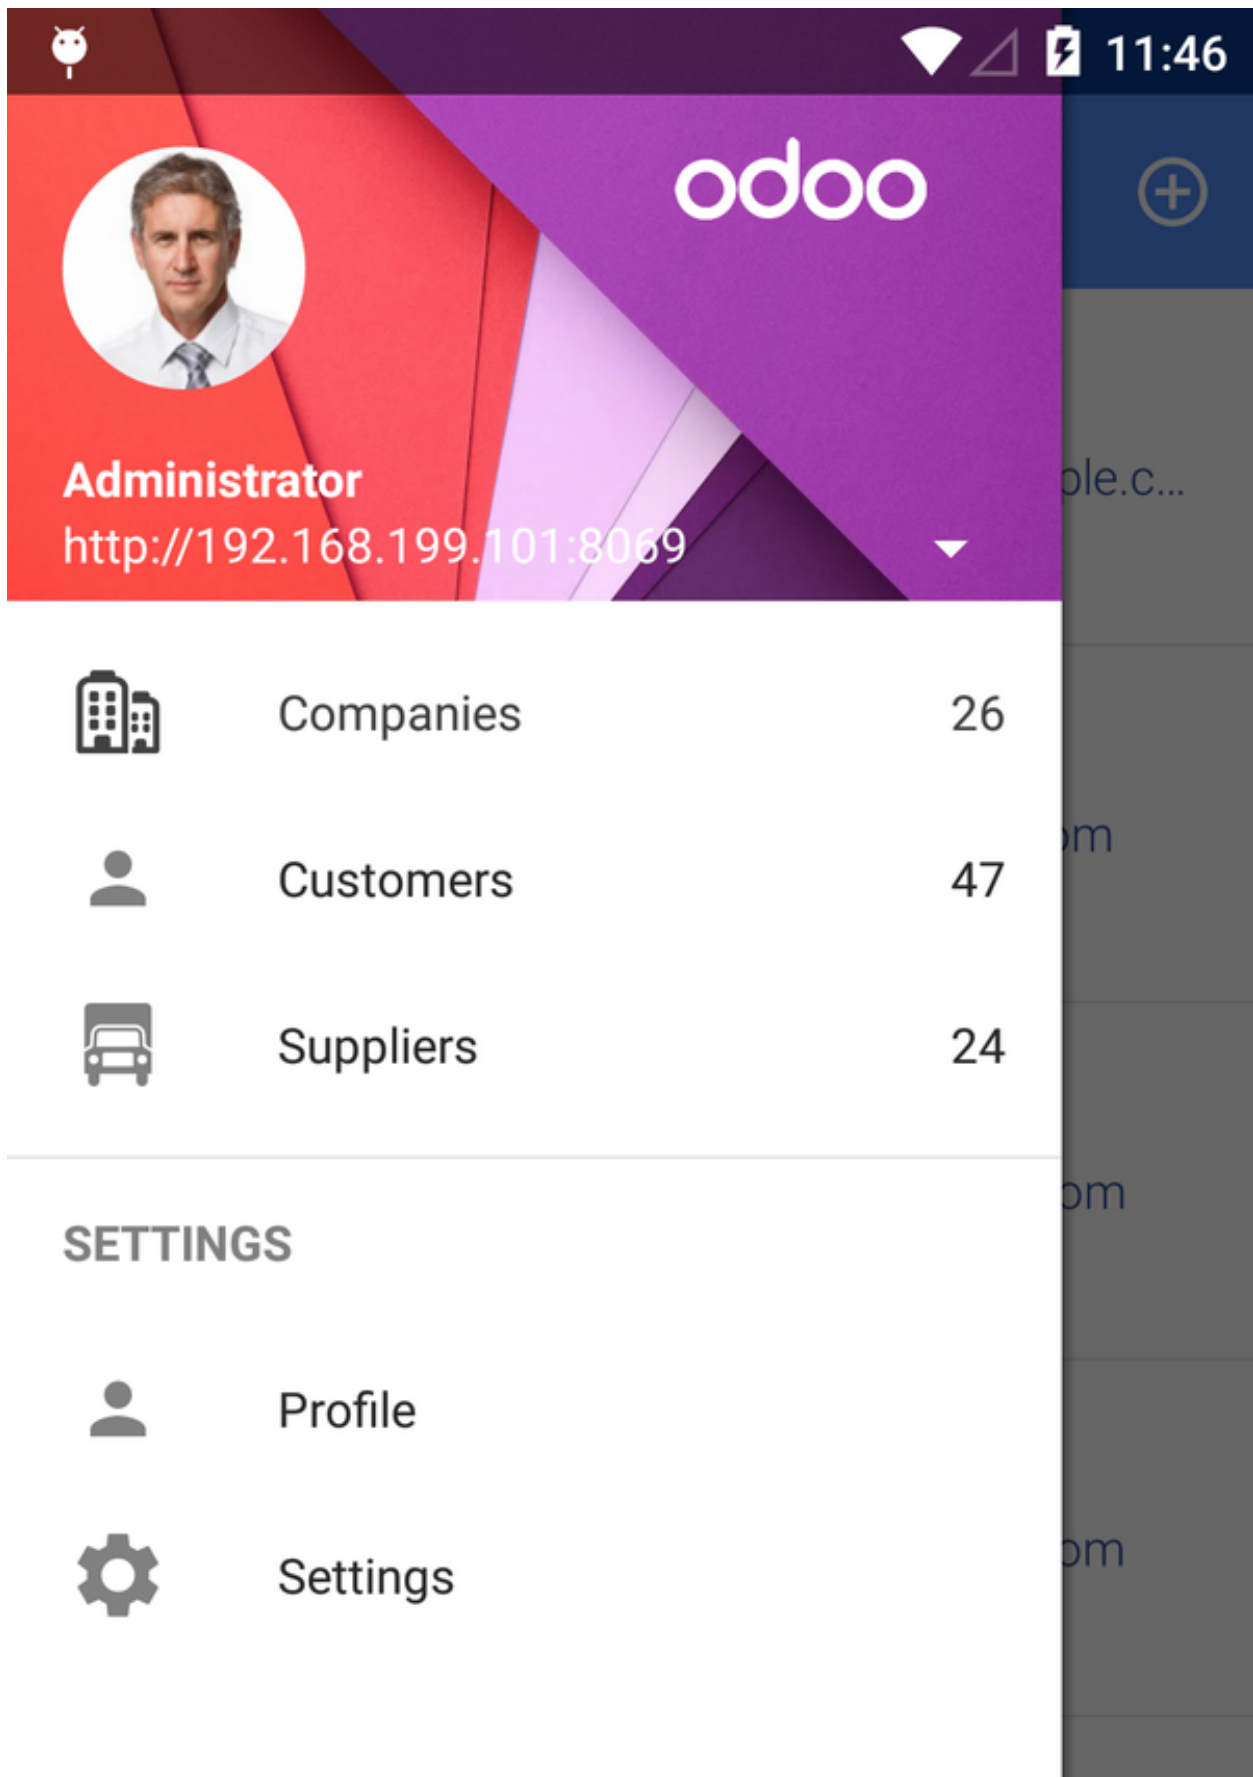 11:46
odoo
Administrator
http://192.168.199.101:8069
ple.c...
Companies 26
om
Customers 47
Suppliers 24
om
SETTINGS
Profile
om
Settings